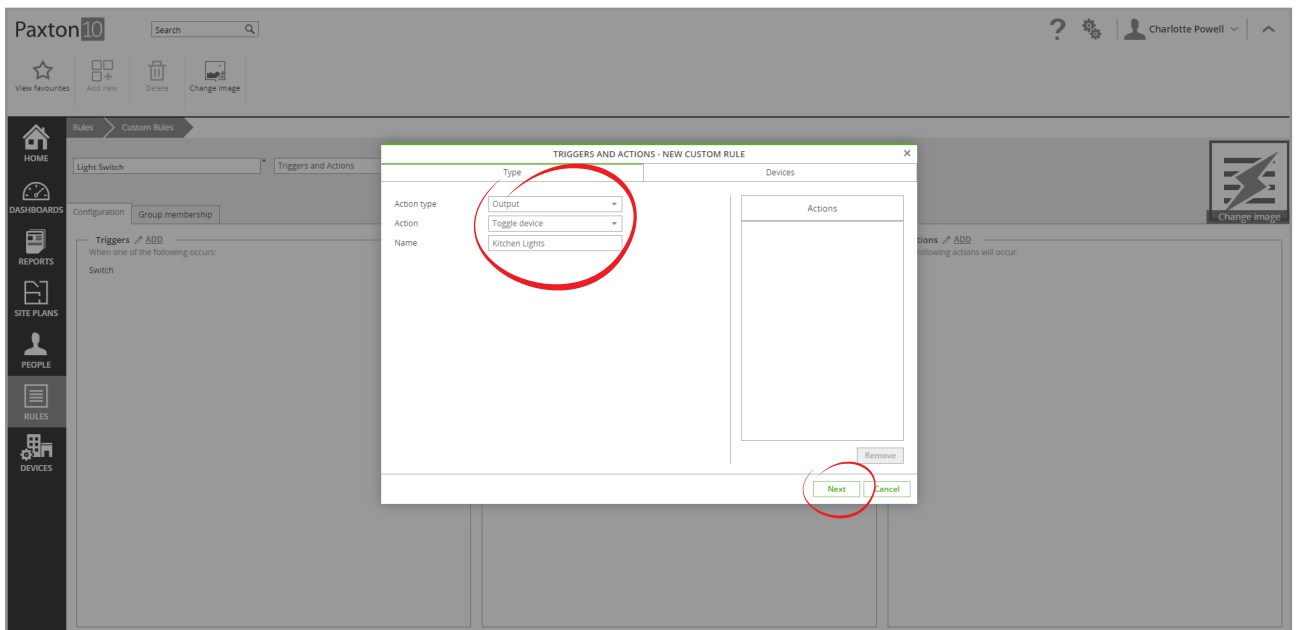 Paxton10
Search
? Charlotte Powell
View favourites
Add new
Delete
Change image
Rules
Custom Rules
HOME
DASHBOARDS
REPORTS
SITE PLANS
PEOPLE
RULES
DEVICES
Light Switch *
Triggers and Actions
Change image
Configuration
Group membership
Triggers ADD
When one of the following occurs:
Switch
TRIGGERS AND ACTIONS - NEW CUSTOM RULE
Type
Devices
Action type Output
Action Toggle device
Name Kitchen Lights
Actions
Remove
Next
Cancel
tions ADD
following actions will occur: